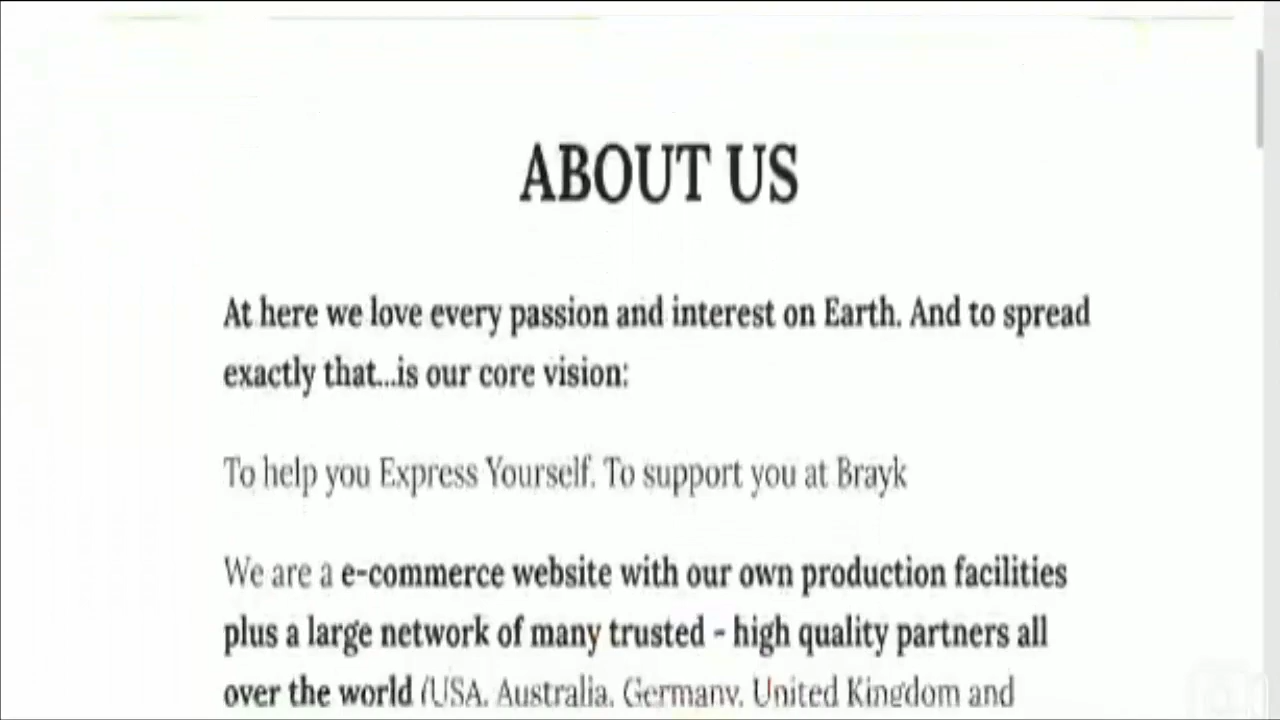 ABOUT US
At here we love every passion and interest on Earth. And to spread
exactly that...is our core vision:
To help you Express Yourself. To support you at Brayk
We are a e-commerce website with our own production facilities
plus a large network of many trusted - high quality partners all
over the world (USA, Australia, Germany, United Kingdom and